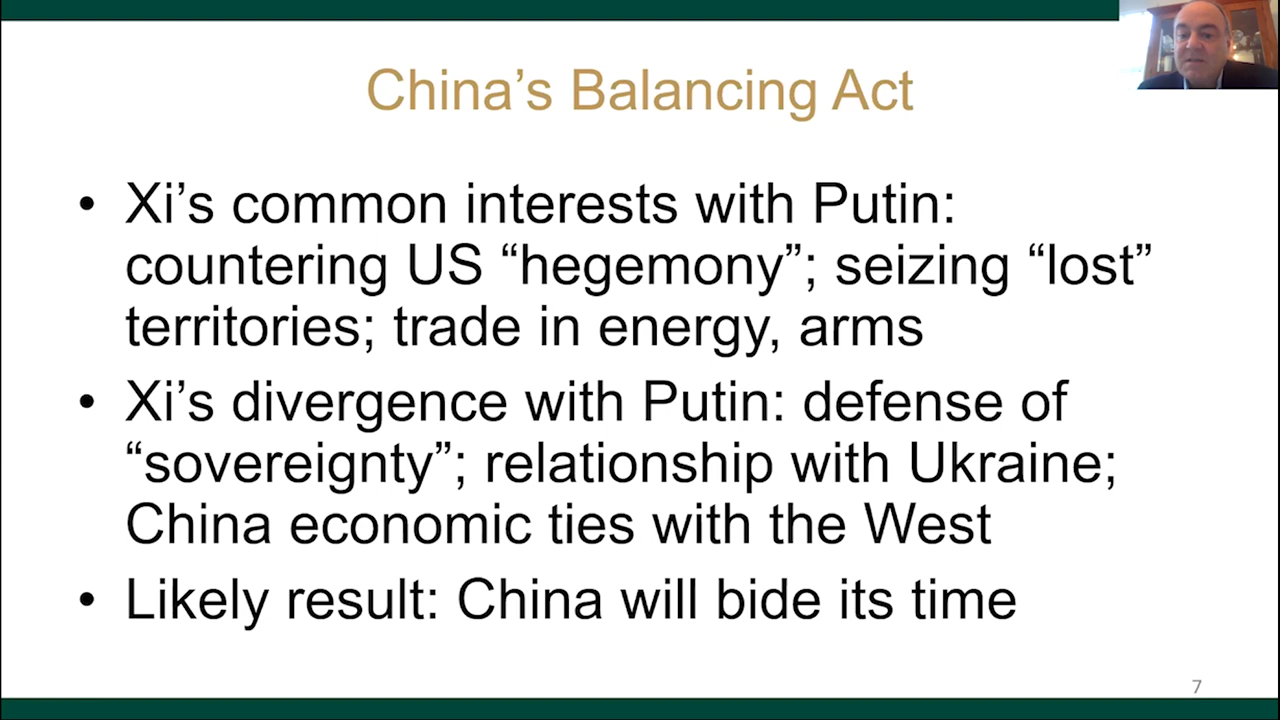 China’s Balancing Act
• Xi’s common interests with Putin:
countering US “hegemony”; seizing “lost”
territories; trade in energy, arms
• Xi’s divergence with Putin: defense of
“sovereignty”; relationship with Ukraine;
China economic ties with the West
• Likely result: China will bide its time
7